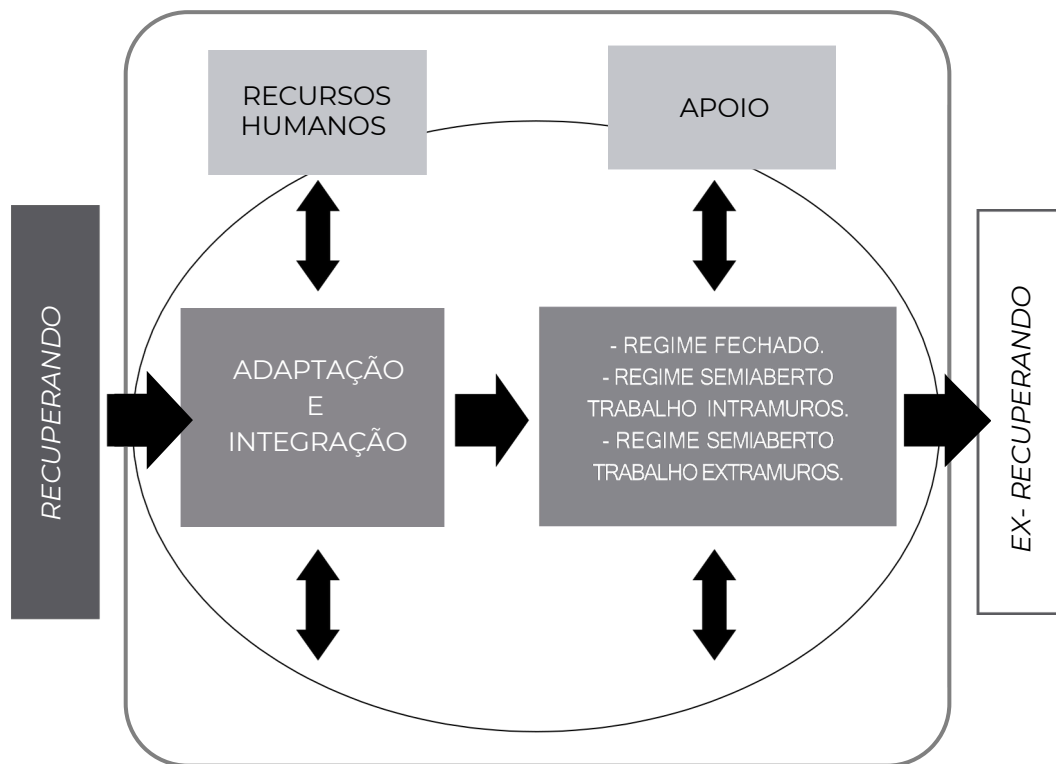 RECURSOS
HUMANOS
APOIO
RECUPERANDO
ADAPTAÇÃO
E
INTEGRAÇÃO
- REGIME FECHADO.
- REGIME SEMIABERTO
TRABALHO INTRAMUROS.
- REGIME SEMIABERTO
TRABALHO EXTRAMUROS.
EX- RECUPERANDO